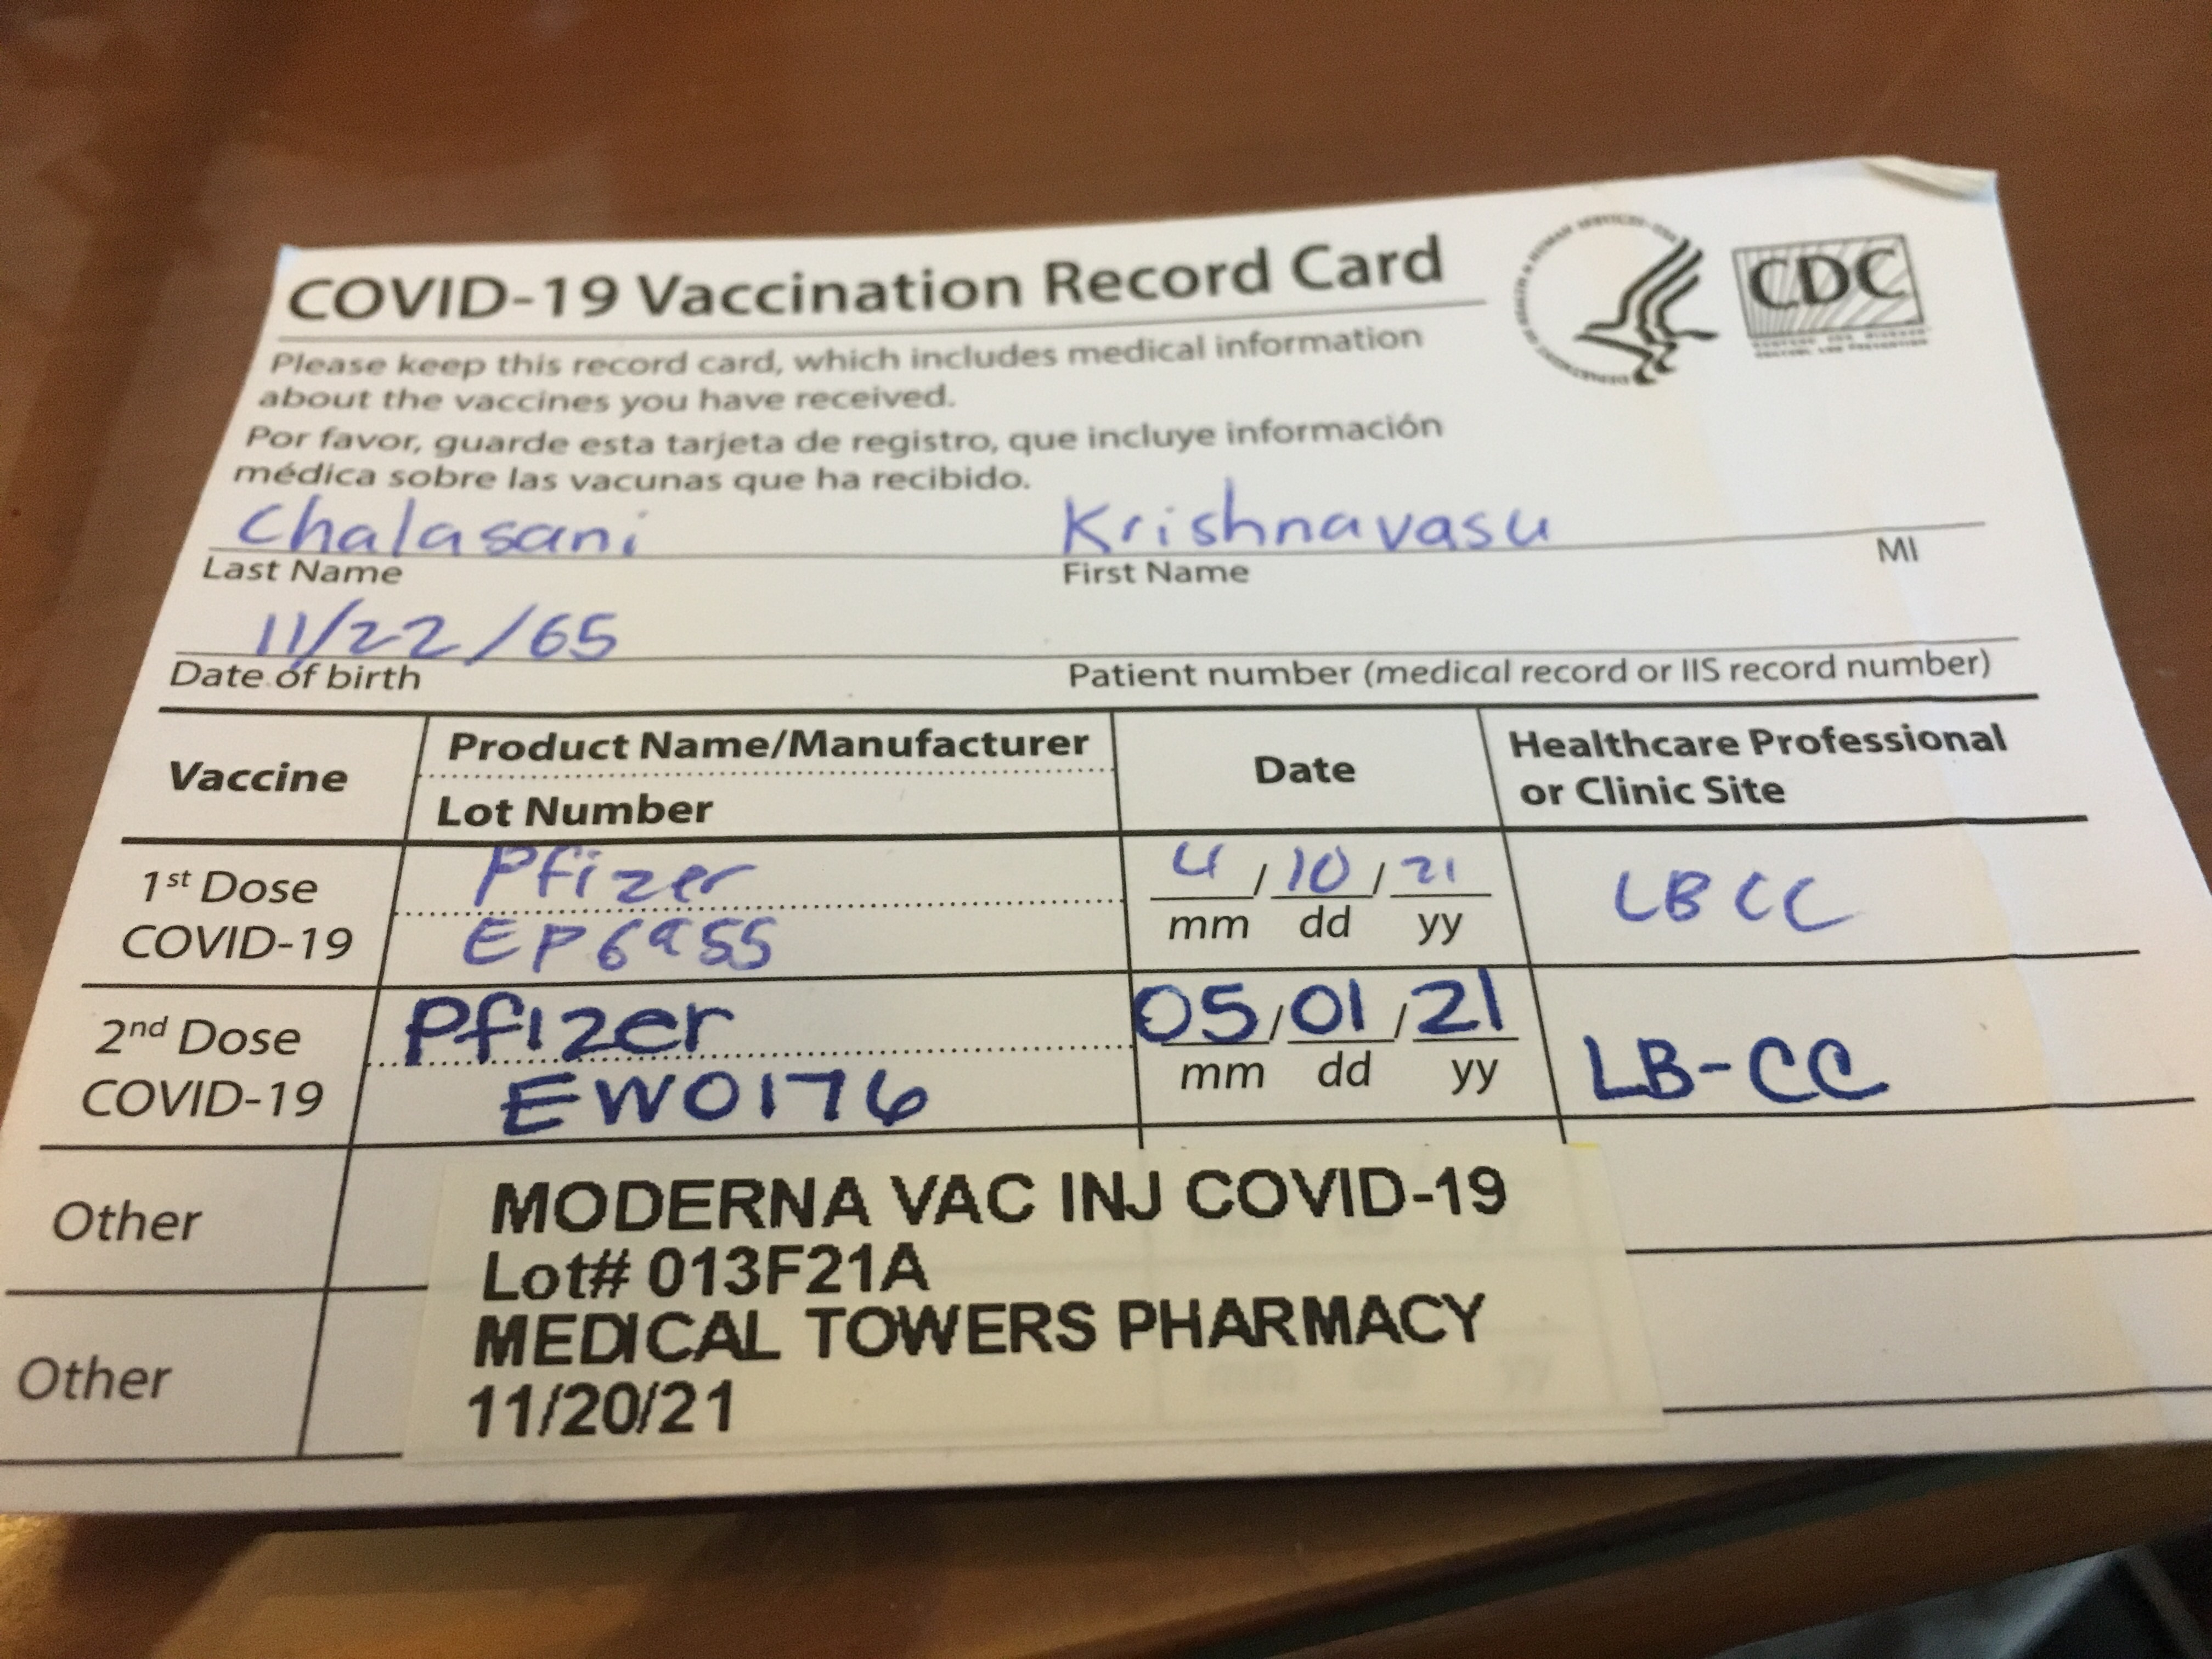 COVID-19 Vaccination Record Card
CDC
Please keep this record card, which includes medical information
about the vaccines you have received.
Por favor, guarde esta tarjeta de registro, que incluye información
médica sobre las vacunas que ha recibido.
Chalasani Krishnavasu
Last Name First Name MI
11/22/65
Date of birth Patient number (medical record or IIS record number)
Vaccine Product Name/Manufacturer Date Healthcare Professional
Lot Number or Clinic Site
1st Dose Pfizer 4/10/21 LBCC
COVID-19 mm dd yy
2nd Dose Pfizer 05/01/21 LB-CC
COVID-19 EW0176 mm dd yy
Other
MODERNA VAC INJ COVID-19
Lot# 013F21A
Other
MEDICAL TOWERS PHARMACY
11/20/21